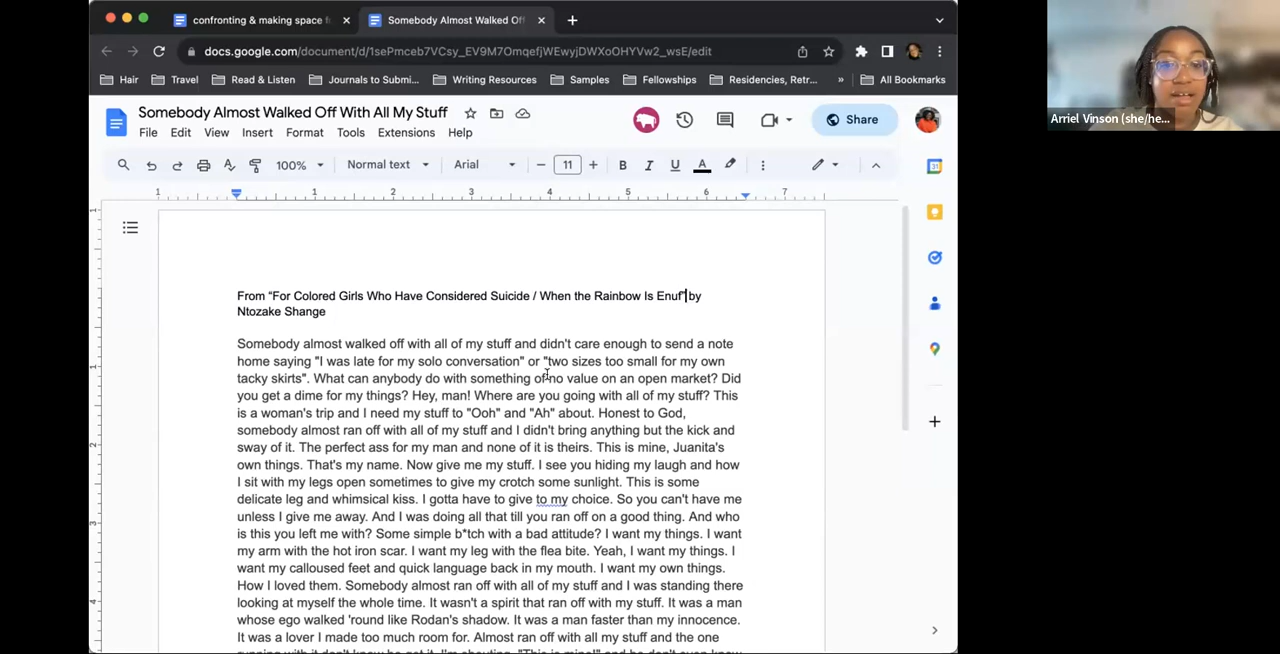 confronting & making space f
Somebody Almost Walked Of
docs.google.com/document/d/1sePmceb7VCsy_EV9M7OmqefjWEwyjDWXoOHYVw2_wsE/edit
Hair
Travel
Read & Listen
Journals to Submi...
Writing Resources
Samples
Fellowships
Residencies, Retr...
»
All Bookmarks
Arriel Vinson (she/he...
Somebody Almost Walked Off With All My Stuff
File Edit View Insert Format Tools Extensions Help
Share
100% Normal text Arial 11 B I U A
1 1 2 3 4 5 6 7
From “For Colored Girls Who Have Considered Suicide / When the Rainbow Is Enuf” by
Ntozake Shange
Somebody almost walked off with all of my stuff and didn't care enough to send a note
home saying "I was late for my solo conversation" or "two sizes too small for my own
tacky skirts". What can anybody do with something of no value on an open market? Did
you get a dime for my things? Hey, man! Where are you going with all of my stuff? This
is a woman's trip and I need my stuff to "Ooh" and "Ah" about. Honest to God,
somebody almost ran off with all of my stuff and I didn't bring anything but the kick and
sway of it. The perfect ass for my man and none of it is theirs. This is mine, Juanita's
own things. That's my name. Now give me my stuff. I see you hiding my laugh and how
I sit with my legs open sometimes to give my crotch some sunlight. This is some
delicate leg and whimsical kiss. I gotta have to give to my choice. So you can't have me
unless I give me away. And I was doing all that till you ran off on a good thing. And who
is this you left me with? Some simple b*tch with a bad attitude? I want my things. I want
my arm with the hot iron scar. I want my leg with the flea bite. Yeah, I want my things. I
want my calloused feet and quick language back in my mouth. I want my own things.
How I loved them. Somebody almost ran off with all of my stuff and I was standing there
looking at myself the whole time. It wasn't a spirit that ran off with my stuff. It was a man
whose ego walked 'round like Rodan's shadow. It was a man faster than my innocence.
It was a lover I made too much room for. Almost ran off with all my stuff and the one